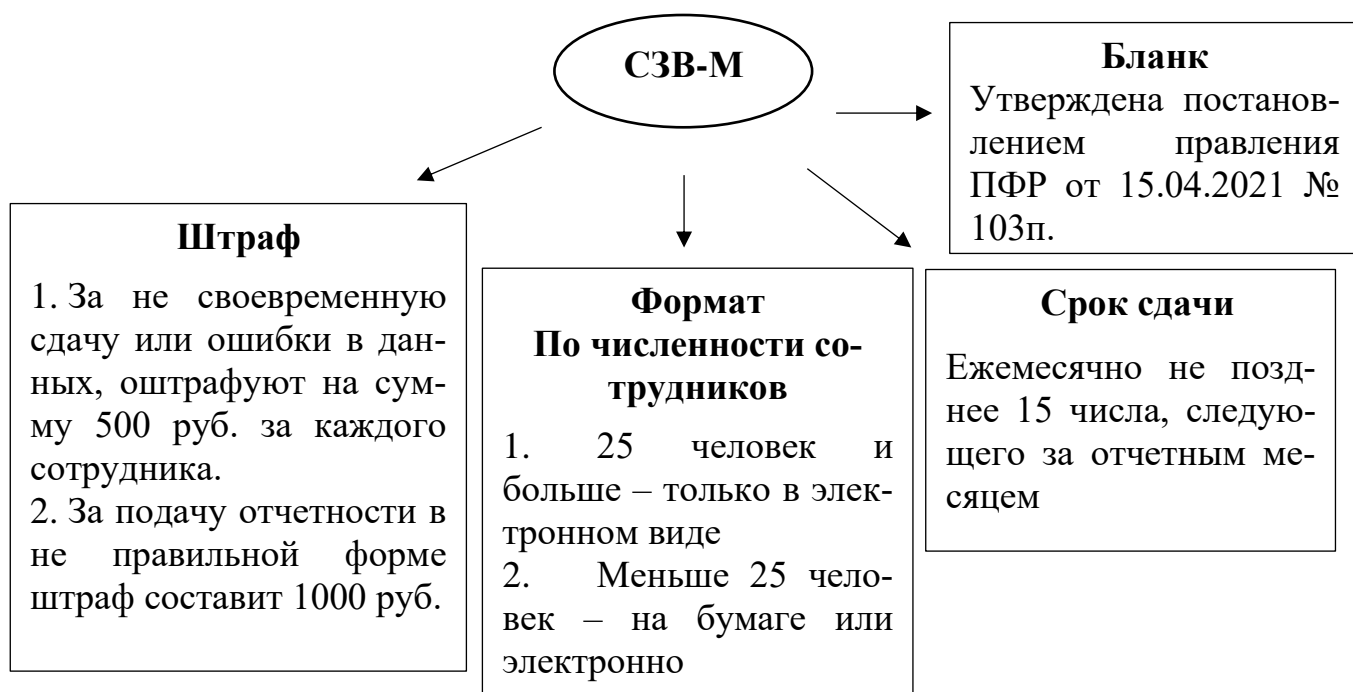 СЗВ-М
Бланк
Утверждена постанов-
лением правления
ПФР от 15.04.2021 №
103п.
Штраф
1. За не своевременную
сдачу или ошибки в дан-
ных, оштрафуют на сум-
му 500 руб. за каждого
сотрудника.
2. За подачу отчетности в
не правильной форме
штраф составит 1000 руб.
Формат
По численности со-
трудников
1. 25 человек и
больше – только в элек-
тронном виде
2. Меньше 25 чело-
век – на бумаге или
электронно
Срок сдачи
Ежемесячно не позд-
нее 15 числа, следую-
щего за отчетным ме-
сяцем